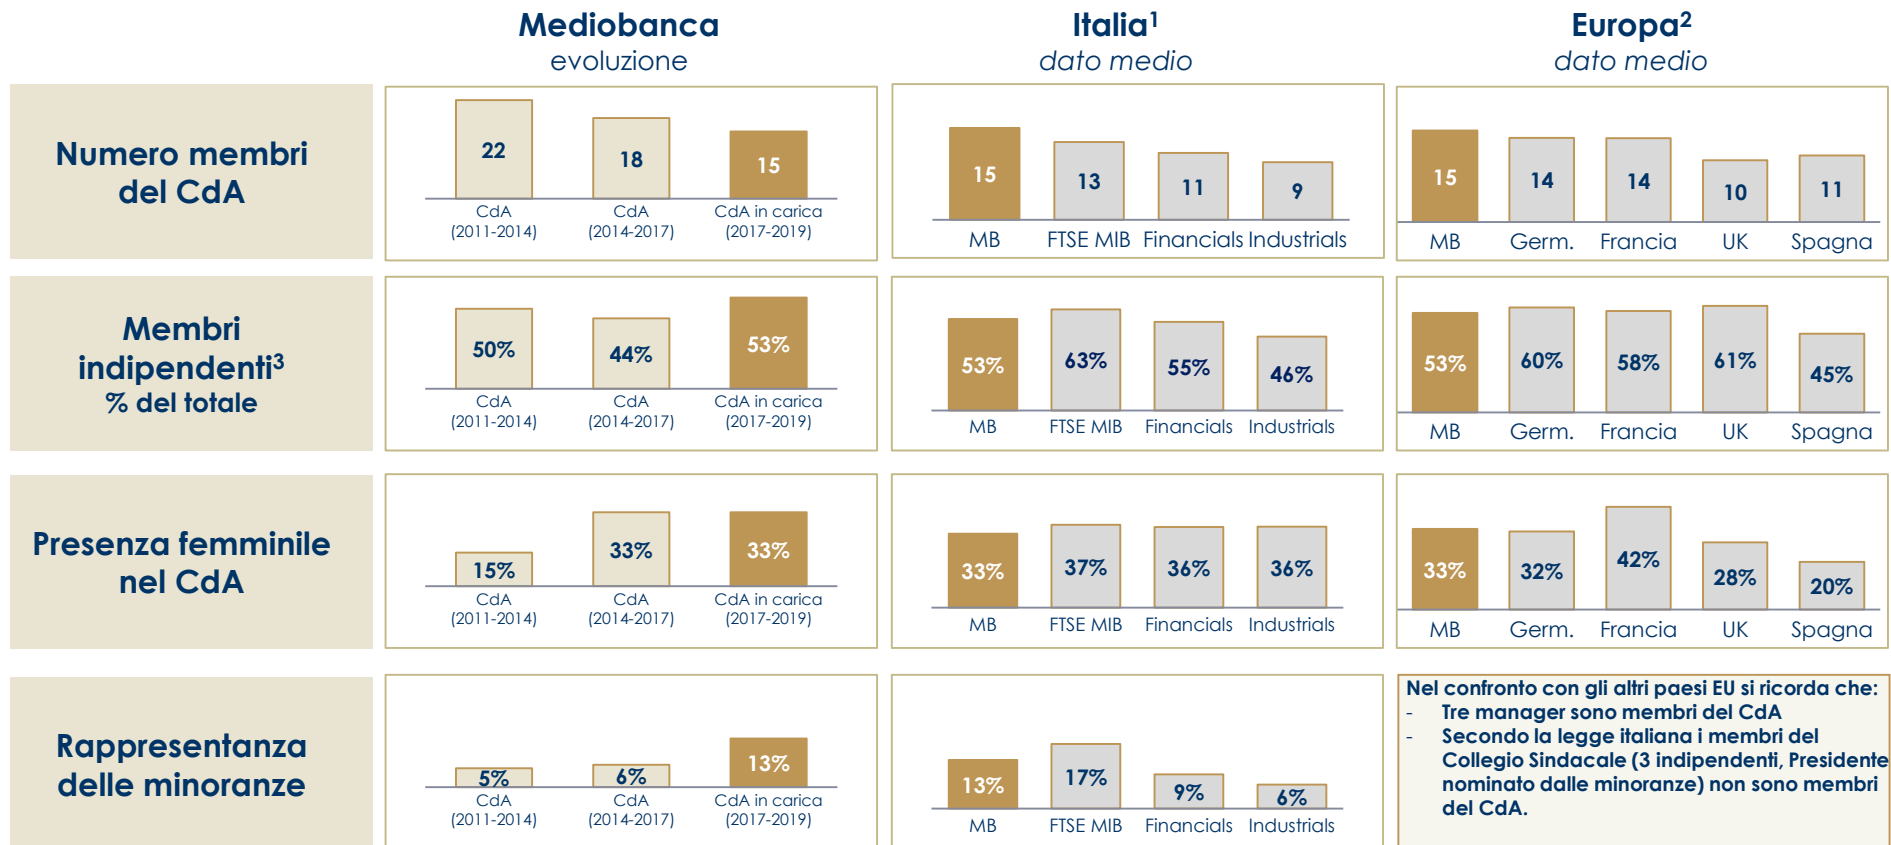 Mediobanca
evoluzione
Italia¹
dato medio
Europa²
dato medio
Numero membri
del CdA
22
18
15
CdA
(2011-2014)
CdA
(2014-2017)
CdA in carica
(2017-2019)
15
13
11
9
MB
FTSE MIB
Financials
Industrials
15
14
14
10
11
MB
Germ.
Francia
UK
Spagna
Membri
indipendenti³
% del totale
50%
44%
53%
CdA
(2011-2014)
CdA
(2014-2017)
CdA in carica
(2017-2019)
53%
63%
55%
46%
MB
FTSE MIB
Financials
Industrials
53%
60%
58%
61%
45%
MB
Germ.
Francia
UK
Spagna
Presenza femminile
nel CdA
15%
33%
33%
CdA
(2011-2014)
CdA
(2014-2017)
CdA in carica
(2017-2019)
33%
37%
36%
36%
MB
FTSE MIB
Financials
Industrials
33%
32%
42%
28%
20%
MB
Germ.
Francia
UK
Spagna
Rappresentanza
delle minoranze
5%
6%
13%
CdA
(2011-2014)
CdA
(2014-2017)
CdA in carica
(2017-2019)
13%
17%
9%
6%
MB
FTSE MIB
Financials
Industrials
Nel confronto con gli altri paesi EU si ricorda che:
- Tre manager sono membri del CdA
- Secondo la legge italiana i membri del
Collegio Sindacale (3 indipendenti, Presidente
nominato dalle minoranze) non sono membri
del CdA.